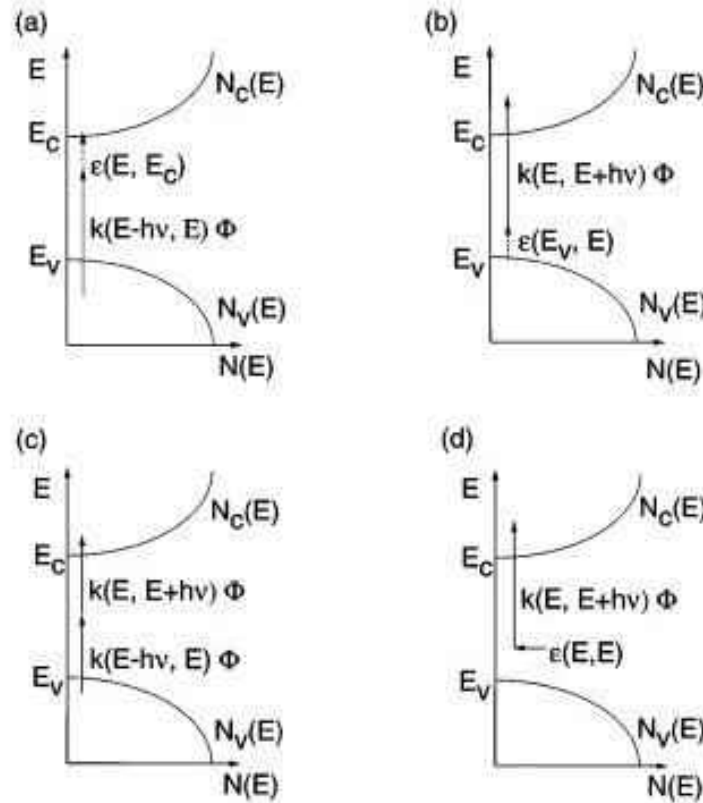 (a)
E
N_C(E)
E_C
ε(E, E_C)
k(E-hν, E) Φ
E_V
N_V(E)
N(E)
(b)
E
N_C(E)
E_C
k(E, E+hν) Φ
ε(E_V, E)
E_V
N_V(E)
N(E)
(c)
E
N_C(E)
E_C
k(E, E+hν) Φ
k(E-hν, E) Φ
E_V
N_V(E)
N(E)
(d)
E
N_C(E)
E_C
k(E, E+hν) Φ
ε(E,E)
E_V
N_V(E)
N(E)